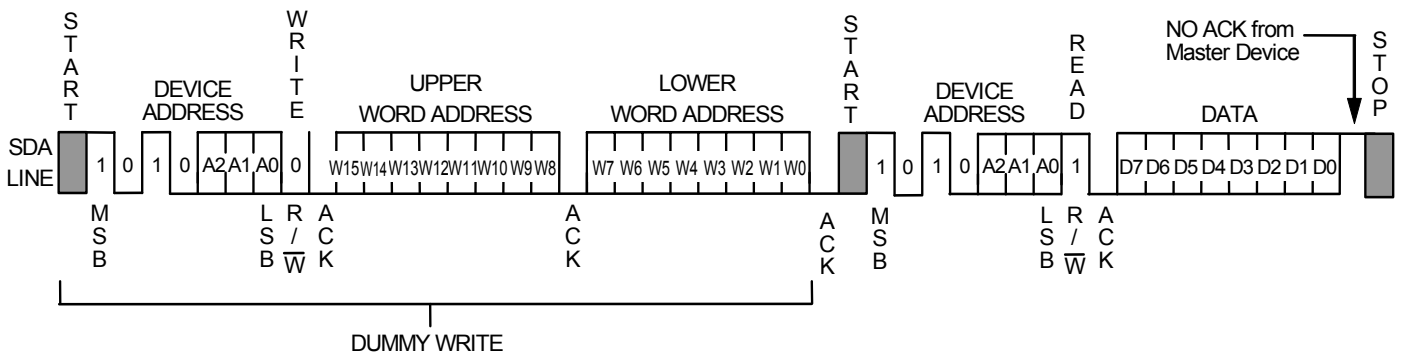 START
DEVICE
ADDRESS
WRITE
UPPER
WORD ADDRESS
LOWER
WORD ADDRESS
START
DEVICE
ADDRESS
READ
DATA
NO ACK from
Master Device
STOP
SDA
LINE
1 0 1 0 A2 A1 A0 0 W15 W14 W13 W12 W11 W10 W9 W8 W7 W6 W5 W4 W3 W2 W1 W0 1 0 1 0 A2 A1 A0 1 D7 D6 D5 D4 D3 D2 D1 D0
MSB
LSB
R/W̅
ACK
ACK
ACK
MSB
LSB
R/W̅
ACK
DUMMY WRITE